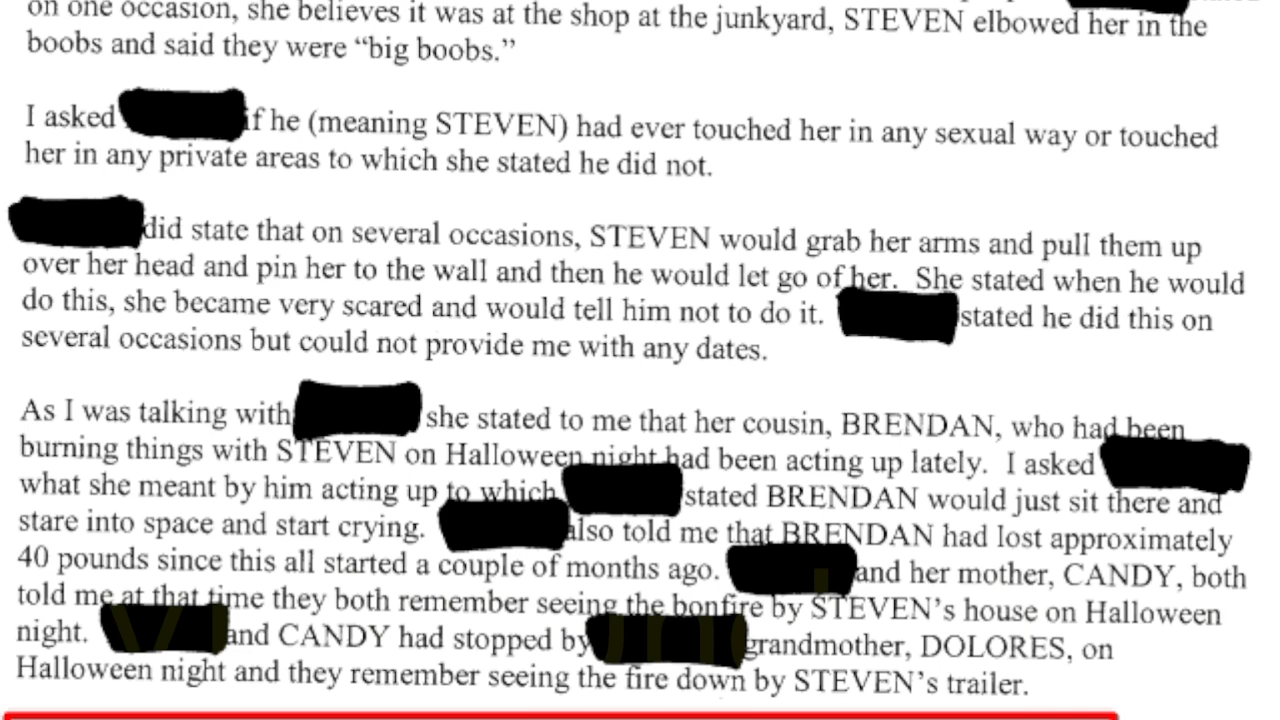 on one occasion, she believes it was at the shop at the junkyard, STEVEN elbowed her in the
boobs and said they were “big boobs.”
I asked if he (meaning STEVEN) had ever touched her in any sexual way or touched
her in any private areas to which she stated he did not.
did state that on several occasions, STEVEN would grab her arms and pull them up
over her head and pin her to the wall and then he would let go of her. She stated when he would
do this, she became very scared and would tell him not to do it. stated he did this on
several occasions but could not provide me with any dates.
As I was talking with she stated to me that her cousin, BRENDAN, who had been
burning things with STEVEN on Halloween night had been acting up lately. I asked
what she meant by him acting up to which stated BRENDAN would just sit there and
stare into space and start crying. also told me that BRENDAN had lost approximately
40 pounds since this all started a couple of months ago. and her mother, CANDY, both
told me at that time they both remember seeing the bonfire by STEVEN’s house on Halloween
night. and CANDY had stopped by grandmother, DOLORES, on
Halloween night and they remember seeing the fire down by STEVEN’s trailer.